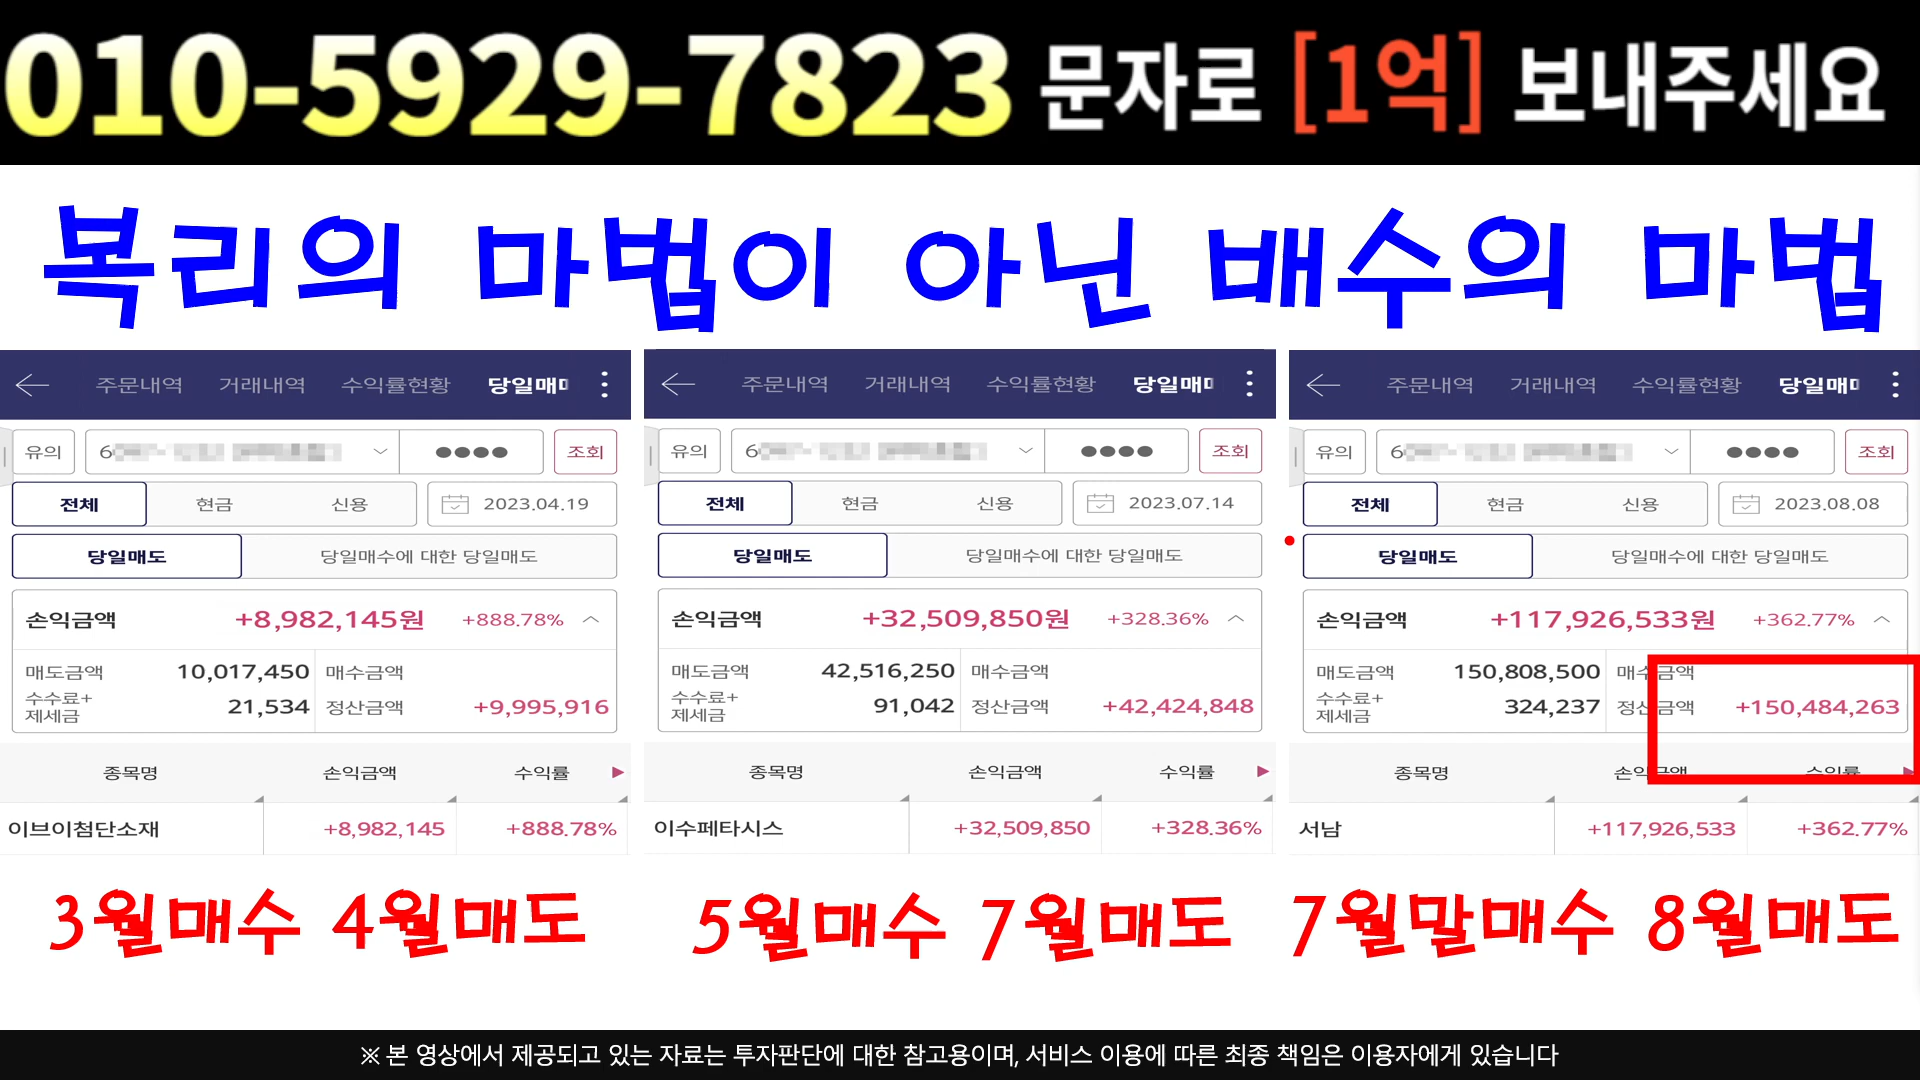 010-5929-7823 문자로 [1억] 보내주세요
복리의 마법이 아닌 배수의 마법
주문내역 거래내역 수익률현황 당일매매
유의 6 ●●●● 조회
전체 현금 신용 2023.04.19
당일매도 당일매수에 대한 당일매도
손익금액 +8,982,145원 +888.78%
매도금액 10,017,450 매수금액
수수료+
제세금 21,534 정산금액 +9,995,916
종목명 손익금액 수익률
이브이첨단소재 +8,982,145 +888.78%
3월매수 4월매도
주문내역 거래내역 수익률현황 당일매매
유의 6 ●●●● 조회
전체 현금 신용 2023.07.14
당일매도 당일매수에 대한 당일매도
손익금액 +32,509,850원 +328.36%
매도금액 42,516,250 매수금액
수수료+
제세금 91,042 정산금액 +42,424,848
종목명 손익금액 수익률
이수페타시스 +32,509,850 +328.36%
5월매수 7월매도
주문내역 거래내역 수익률현황 당일매매
유의 6 ●●●● 조회
전체 현금 신용 2023.08.08
당일매도 당일매수에 대한 당일매도
손익금액 +117,926,533원 +362.77%
매도금액 150,808,500 매수금액
수수료+
제세금 324,237 정산금액 +150,484,263
종목명 손익금액 수익률
서남 +117,926,533 +362.77%
7월말매수 8월매도
※ 본 영상에서 제공되고 있는 자료는 투자판단에 대한 참고용이며, 서비스 이용에 따른 최종 책임은 이용자에게 있습니다